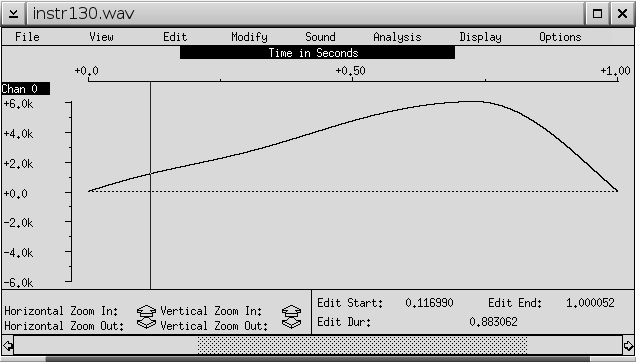 instr130.wav
File View Edit Modify Sound Analysis Display Options
Time in Seconds
+0.0 +0.50 +1.00
Chan 0
+6.0k
+4.0k
+2.0k
+0.0
-2.0k
-4.0k
-6.0k
Horizontal Zoom In: Vertical Zoom In:
Horizontal Zoom Out: Vertical Zoom Out:
Edit Start: 0.116990 Edit End: 1.000052
Edit Dur: 0.883062